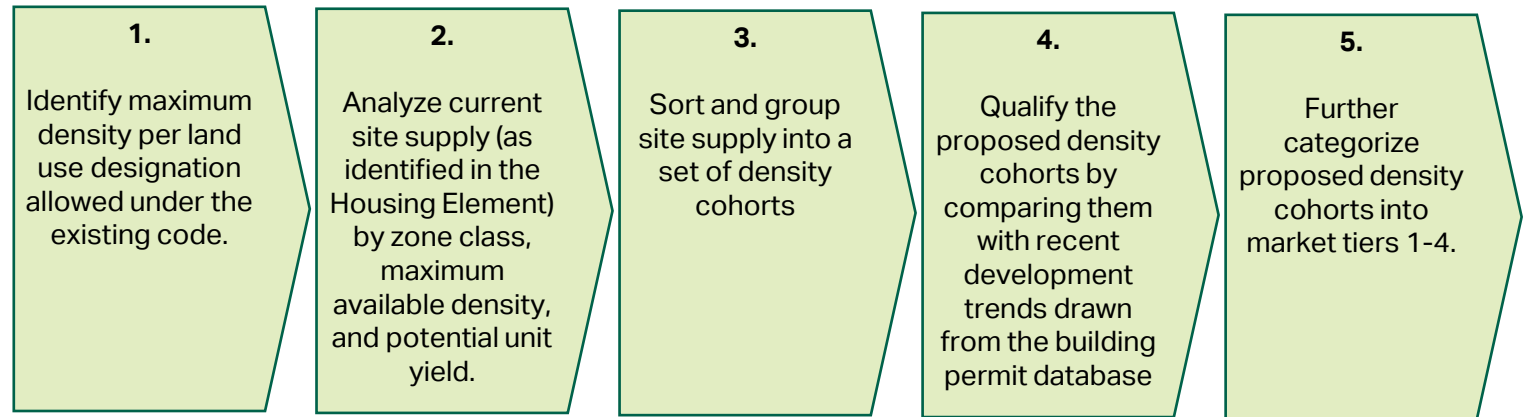 1.
Identify maximum
density per land
use designation
allowed under the
existing code.
2.
Analyze current
site supply (as
identified in the
Housing Element)
by zone class,
maximum
available density,
and potential unit
yield.
3.
Sort and group
site supply into a
set of density
cohorts
4.
Qualify the
proposed density
cohorts by
comparing them
with recent
development
trends drawn
from the building
permit database
5.
Further
categorize
proposed density
cohorts into
market tiers 1-4.